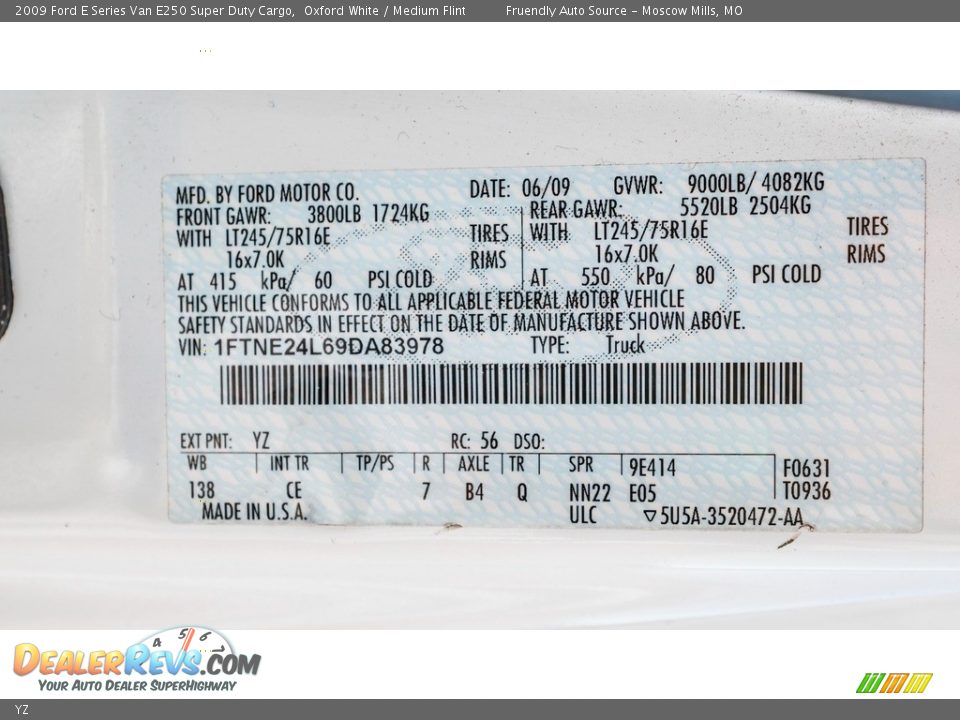 2009 Ford E Series Van E250 Super Duty Cargo, Oxford White / Medium Flint Fruendly Auto Source - Moscow Mills, MO
MFD. BY FORD MOTOR CO. DATE: 06/09 GVWR: 9000LB/ 4082KG
FRONT GAWR: 3800LB 1724KG REAR GAWR: 5520LB 2504KG
WITH LT245/75R16E TIRES WITH LT245/75R16E TIRES
16x7.0K RIMS 16x7.0K RIMS
AT 415 kPa/ 60 PSI COLD AT 550 kPa/ 80 PSI COLD
THIS VEHICLE CONFORMS TO ALL APPLICABLE FEDERAL MOTOR VEHICLE
SAFETY STANDARDS IN EFFECT ON THE DATE OF MANUFACTURE SHOWN ABOVE.
VIN: 1FTNE24L69DA83978 TYPE: Truck
EXT PNT: YZ RC: 56 DSO:
WB INT TR TP/PS R AXLE TR SPR 9E414 F0631
138 CE 7 B4 Q NN22 E05 T0936
MADE IN U.S.A. ULC ▽5U5A-3520472-AA
4 5 6
DEALERREVS.COM
YOUR AUTO DEALER SUPERHIGHWAY
YZ